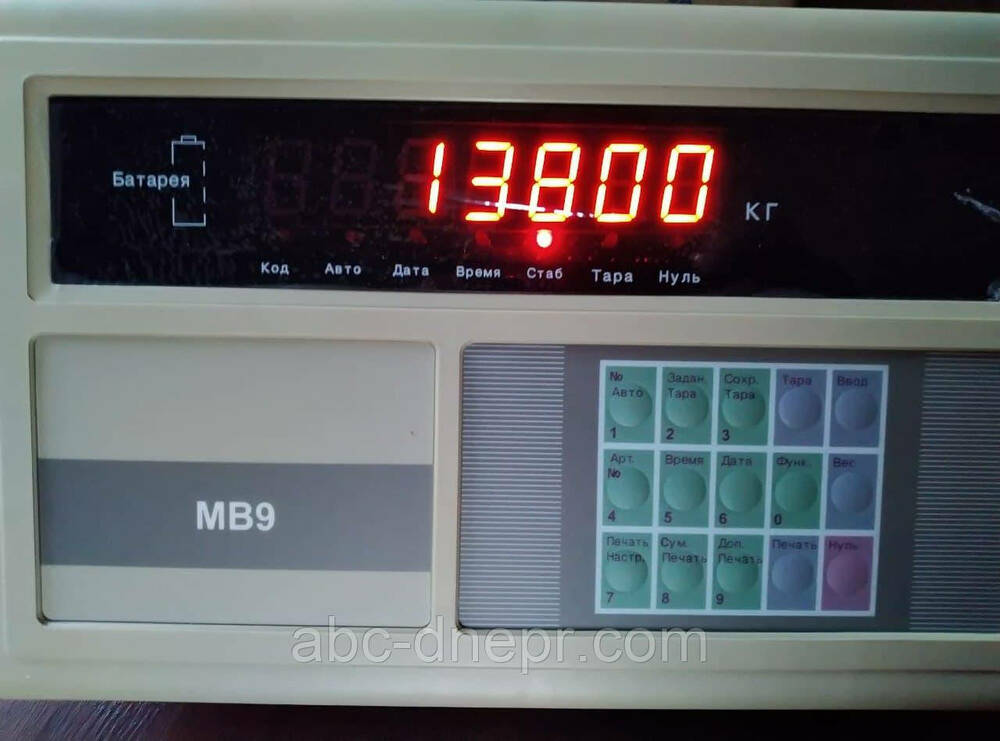 13800
Батарея
КГ
Код Авто Дата Время Стаб Тара Нуль
№ Авто 1
Задан. Тара 2
Сохр. Тара 3
Тара
Ввод
Арт. № 4
Время 5
Дата 6
Функ. 0
Вес
Печать Настр. 7
Сум. Печать 8
Доп. Печать 9
Печать
Нуль
МВ9
abc-dnepr.com